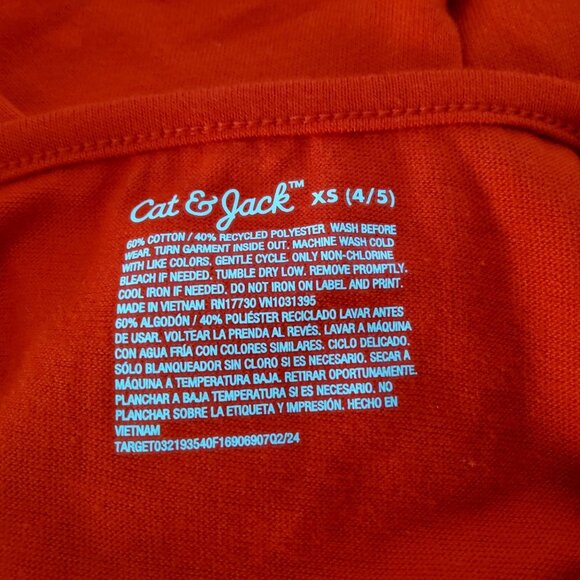 Cat & Jack™ XS (4/5)
60% COTTON / 40% RECYCLED POLYESTER WASH BEFORE
WEAR. TURN GARMENT INSIDE OUT. MACHINE WASH COLD
WITH LIKE COLORS. GENTLE CYCLE. ONLY NON-CHLORINE
BLEACH IF NEEDED. TUMBLE DRY LOW. REMOVE PROMPTLY.
COOL IRON IF NEEDED. DO NOT IRON ON LABEL AND PRINT.
MADE IN VIETNAM RN17730 VN1031395
60% ALGODÓN / 40% POLIÉSTER RECICLADO LAVAR ANTES
DE USAR. VOLTEAR LA PRENDA AL REVÉS. LAVAR A MÁQUINA
CON AGUA FRÍA CON COLORES SIMILARES. CICLO DELICADO.
SÓLO BLANQUEADOR SIN CLORO SI ES NECESARIO. SECAR A
MÁQUINA A TEMPERATURA BAJA. RETIRAR OPORTUNAMENTE.
PLANCHAR A BAJA TEMPERATURA SI ES NECESARIO. NO
PLANCHAR SOBRE LA ETIQUETA Y IMPRESIÓN. HECHO EN
VIETNAM
TARGET032193540F1690690702/24